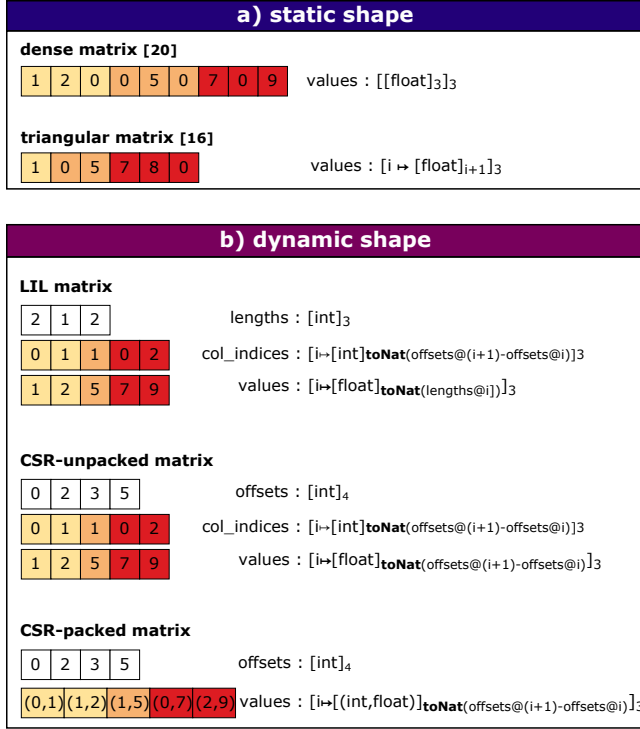 a) static shape
dense matrix [20]
1 2 0 0 5 0 7 0 9 values : [[float]₃]₃
triangular matrix [16]
1 0 5 7 8 0 values : [i ↦ [float]ᵢ₊₁]₃
b) dynamic shape
LIL matrix
2 1 2 lengths : [int]₃
0 1 1 0 2 col_indices : [i↦[int]toNat(offsets@(i+1)-offsets@i)]3
1 2 5 7 9 values : [i↦[float]toNat(lengths@i])]₃
CSR-unpacked matrix
0 2 3 5 offsets : [int]₄
0 1 1 0 2 col_indices : [i↦[int]toNat(offsets@(i+1)-offsets@i)]3
1 2 5 7 9 values : [i↦[float]toNat(offsets@(i+1)-offsets@i)]₃
CSR-packed matrix
0 2 3 5 offsets : [int]₄
(0,1) (1,2) (1,5) (0,7) (2,9) values : [i↦[(int,float)]toNat(offsets@(i+1)-offsets@i)]₃